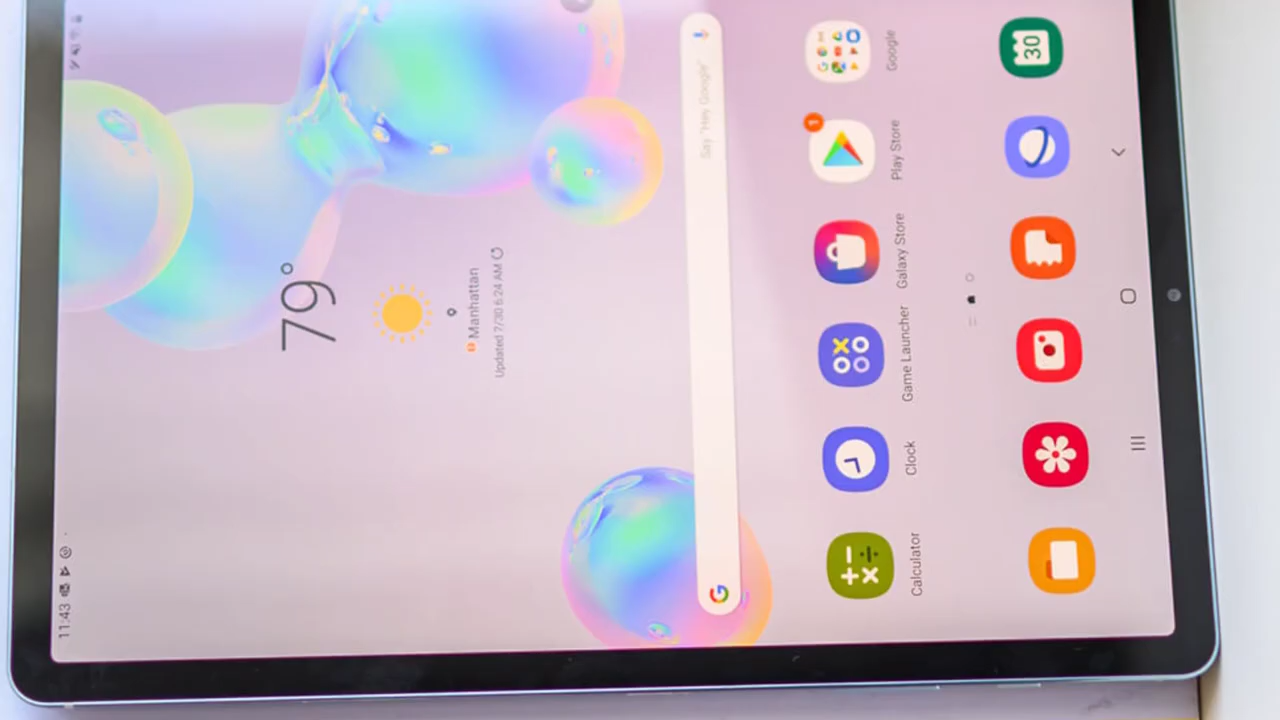 11:43
79°
Manhattan
Updated 7/30 6:24 AM
G
Say "Hey Google"
Calculator
Clock
Game Launcher
Galaxy Store
Play Store
1
Google
30